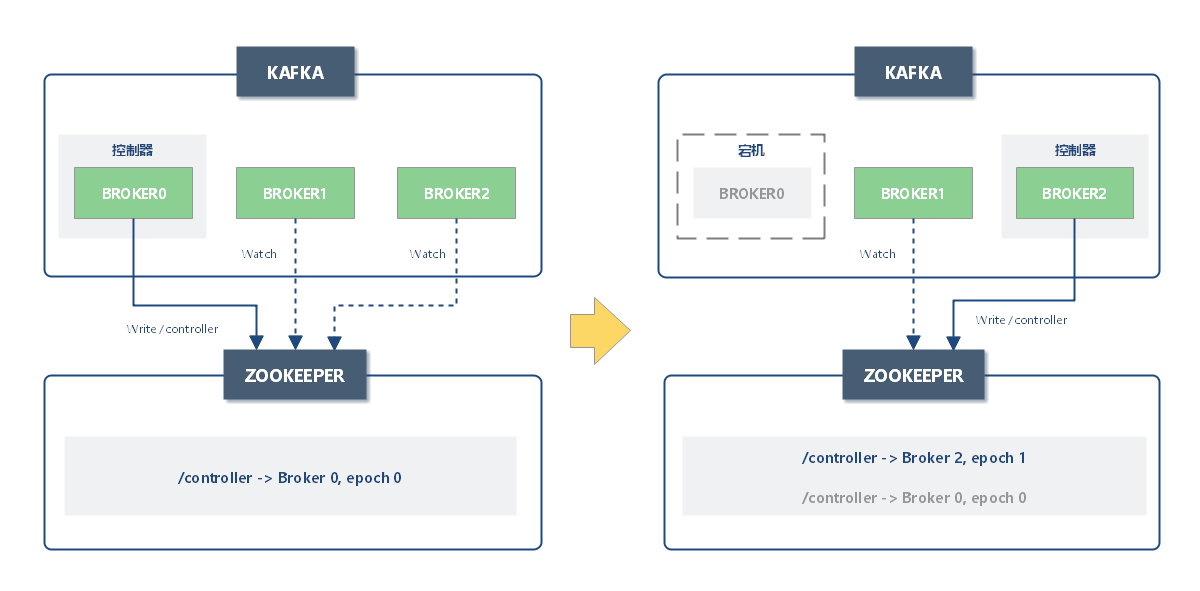 KAFKA
控制器
BROKER0
BROKER1
BROKER2
Watch
Watch
Write / controller
ZOOKEEPER
/controller -> Broker 0, epoch 0
KAFKA
宕机
控制器
BROKER0
BROKER1
BROKER2
Watch
Write / controller
ZOOKEEPER
/controller -> Broker 2, epoch 1
/controller -> Broker 0, epoch 0